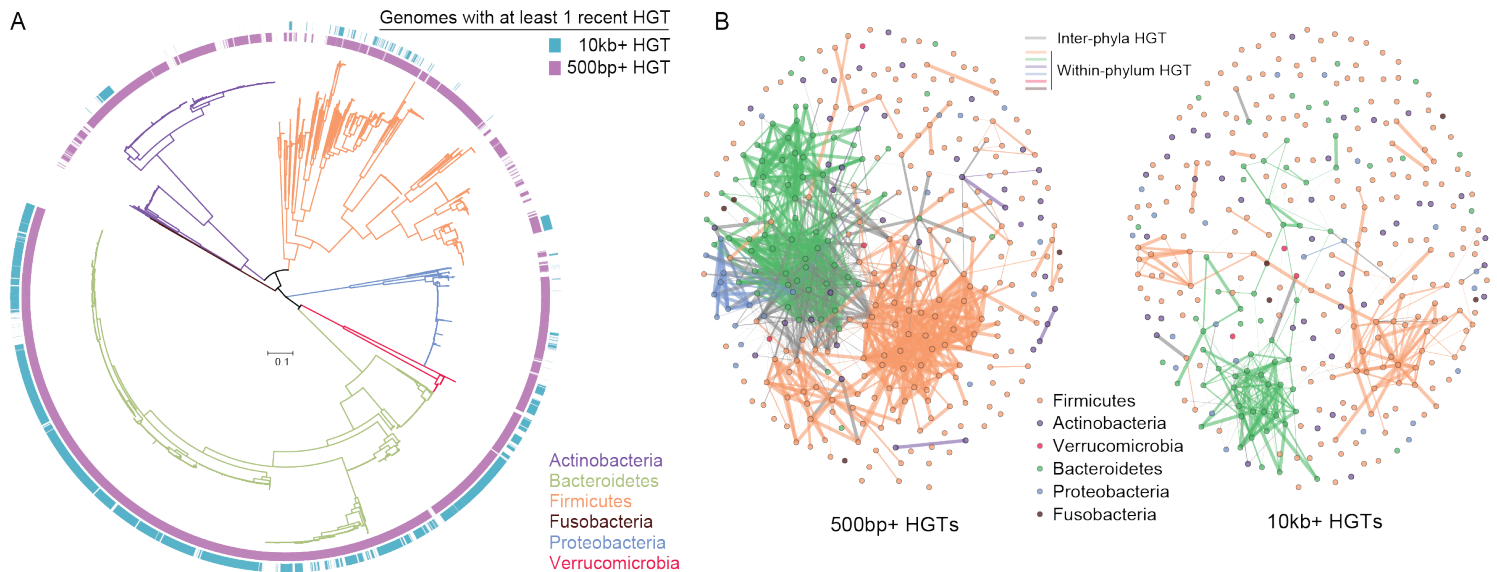 A
Genomes with at least 1 recent HGT
10kb+ HGT
500bp+ HGT
0.1
Actinobacteria
Bacteroidetes
Firmicutes
Fusobacteria
Proteobacteria
Verrucomicrobia
B
Inter-phyla HGT
Within-phylum HGT
Firmicutes
Actinobacteria
Verrucomicrobia
Bacteroidetes
Proteobacteria
Fusobacteria
500bp+ HGTs
10kb+ HGTs